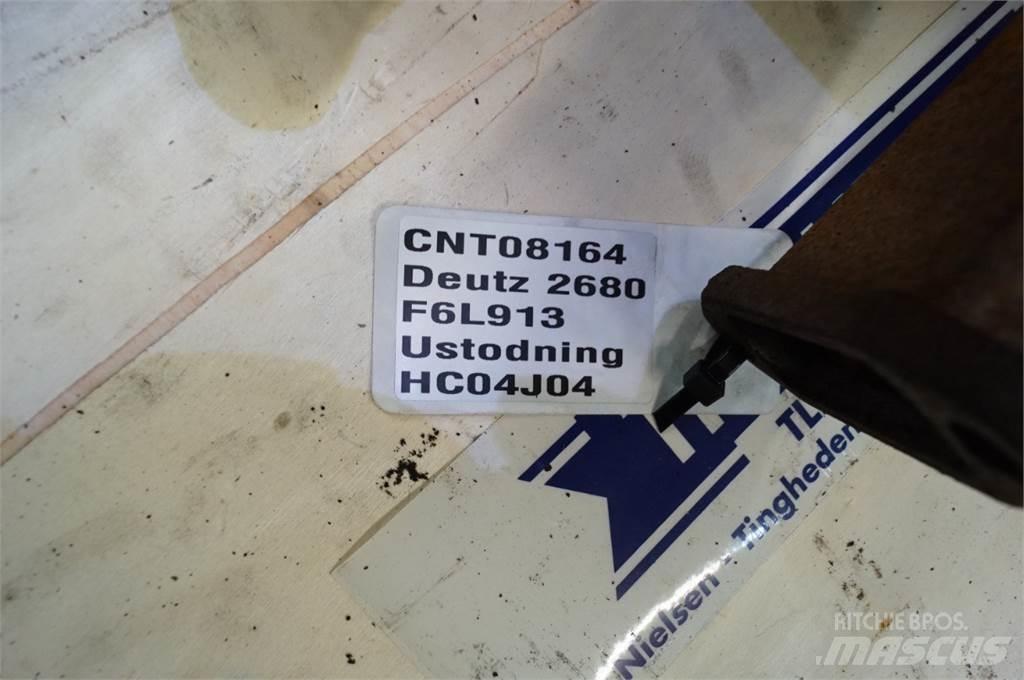 CNT08164
Deutz 2680
F6L913
Ustodning
HC04J04
TL
Nielsen - Tingheden
RITCHIE BROS.
MASCUS